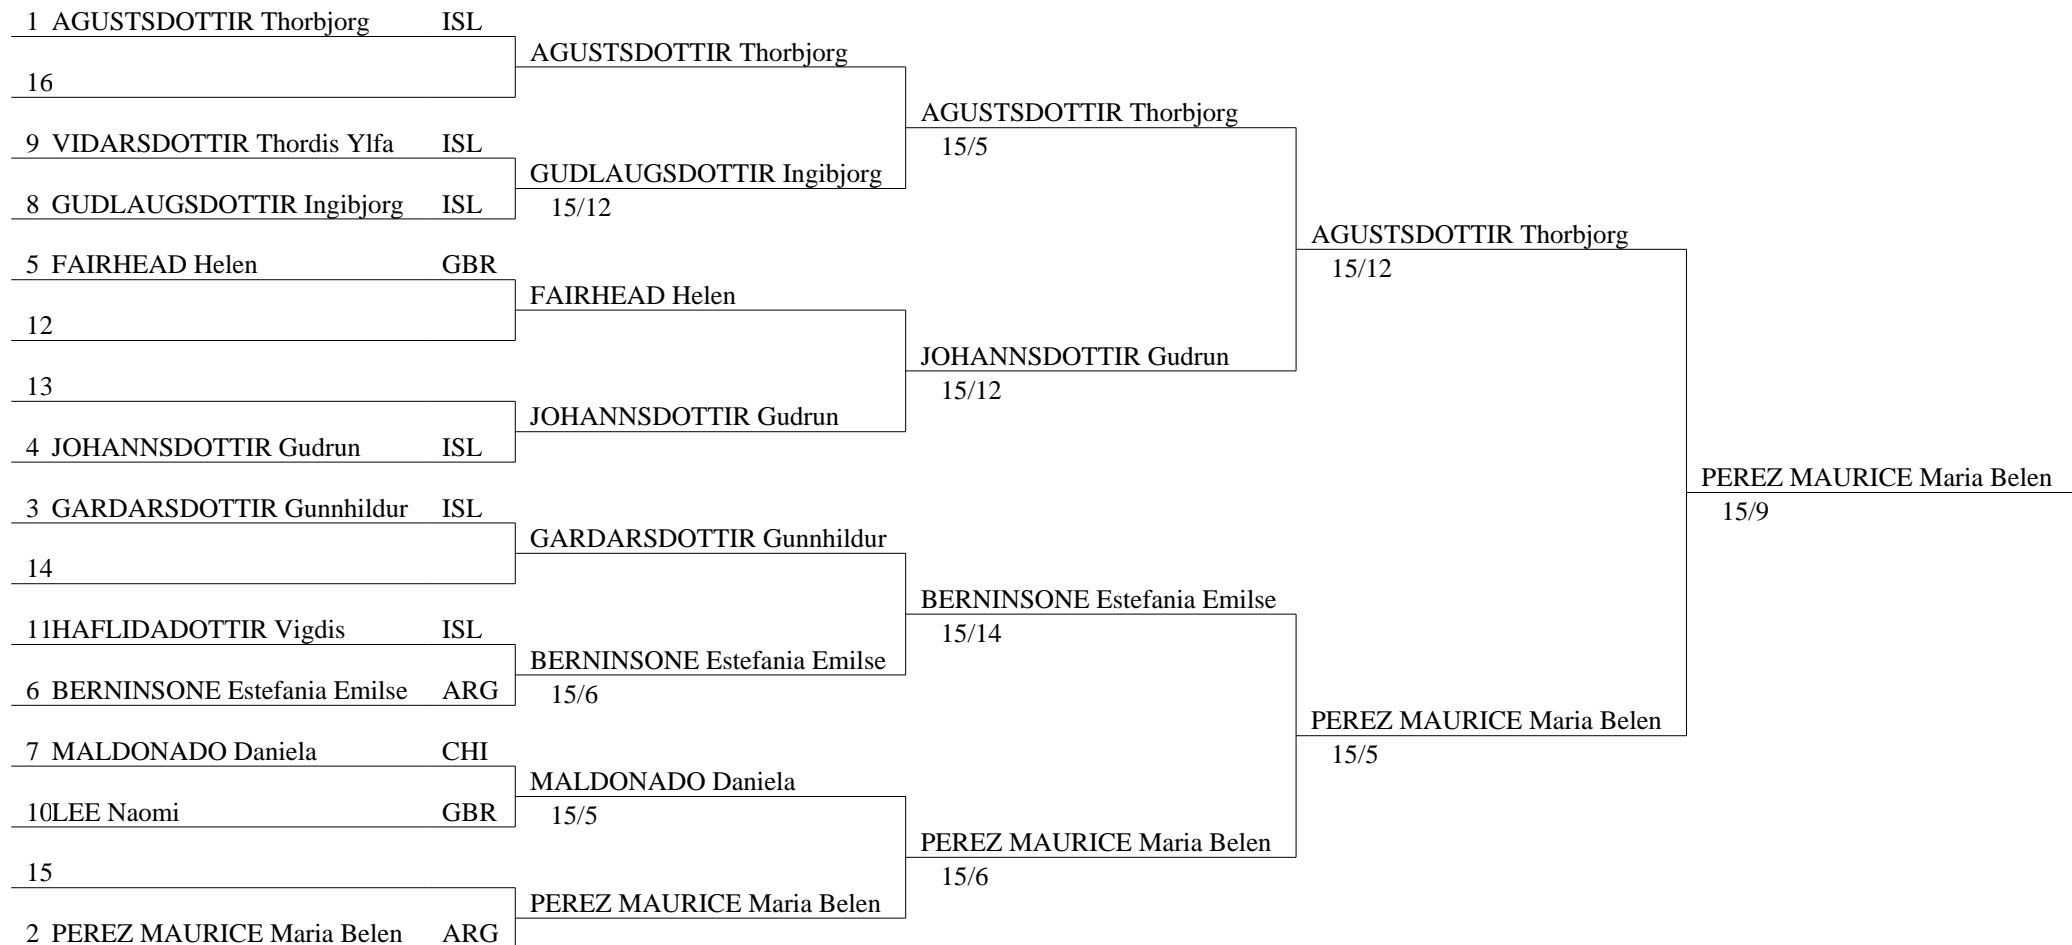 1 AGUSTSDOTTIR Thorbjorg ISL
16
9 VIDARSDOTTIR Thordis Ylfa ISL
8 GUDLAUGSDOTTIR Ingibjorg ISL
5 FAIRHEAD Helen GBR
12
13
4 JOHANNSDOTTIR Gudrun ISL
3 GARDARSDOTTIR Gunnhildur ISL
14
11 HAFLIDADOTTIR Vigdis ISL
6 BERNINSONE Estefania Emilse ARG
7 MALDONADO Daniela CHI
10 LEE Naomi GBR
15
2 PEREZ MAURICE Maria Belen ARG
AGUSTSDOTTIR Thorbjorg
GUDLAUGSDOTTIR Ingibjorg
15/12
FAIRHEAD Helen
JOHANNSDOTTIR Gudrun
GARDARSDOTTIR Gunnhildur
BERNINSONE Estefania Emilse
15/6
MALDONADO Daniela
15/5
PEREZ MAURICE Maria Belen
AGUSTSDOTTIR Thorbjorg
15/5
JOHANNSDOTTIR Gudrun
15/12
BERNINSONE Estefania Emilse
15/14
PEREZ MAURICE Maria Belen
15/6
AGUSTSDOTTIR Thorbjorg
15/12
PEREZ MAURICE Maria Belen
15/5
PEREZ MAURICE Maria Belen
15/9